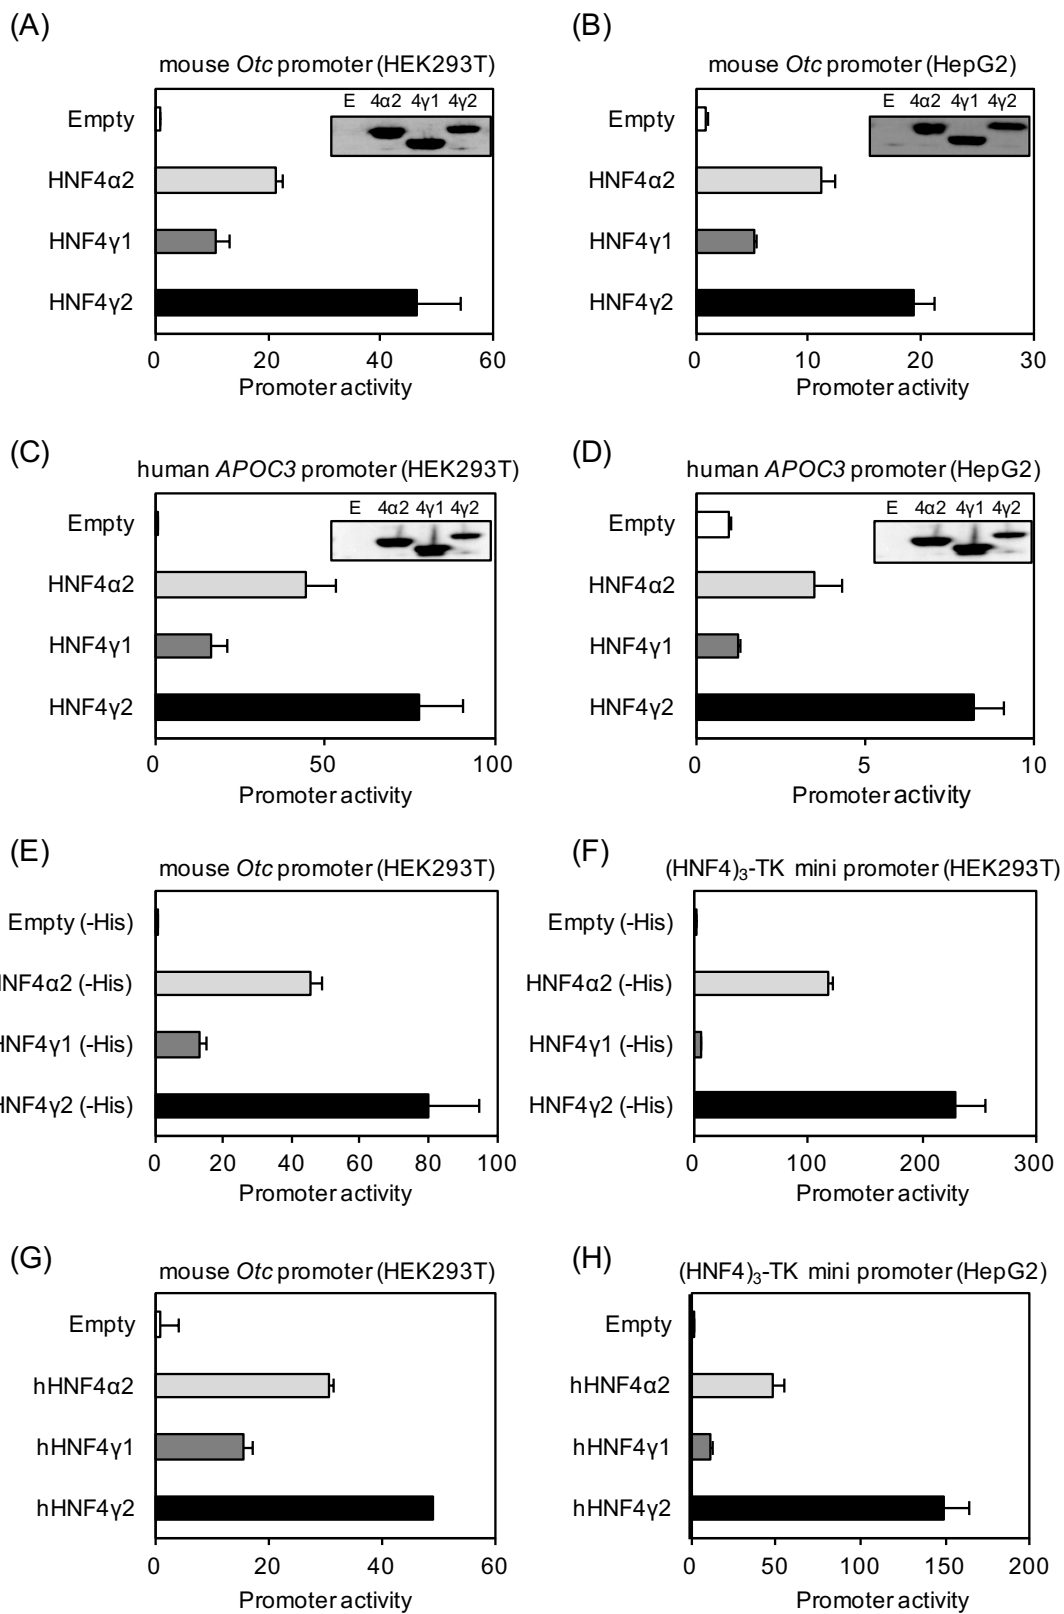 (A)
mouse Otc promoter (HEK293T)
E 4α2 4γ1 4γ2
Empty
HNF4α2
HNF4γ1
HNF4γ2
0 20 40 60
Promoter activity
(B)
mouse Otc promoter (HepG2)
E 4α2 4γ1 4γ2
Empty
HNF4α2
HNF4γ1
HNF4γ2
0 10 20 30
Promoter activity
(C)
human APOC3 promoter (HEK293T)
E 4α2 4γ1 4γ2
Empty
HNF4α2
HNF4γ1
HNF4γ2
0 50 100
Promoter activity
(D)
human APOC3 promoter (HepG2)
E 4α2 4γ1 4γ2
Empty
HNF4α2
HNF4γ1
HNF4γ2
0 5 10
Promoter activity
(E)
mouse Otc promoter (HEK293T)
Empty (-His)
HNF4α2 (-His)
HNF4γ1 (-His)
HNF4γ2 (-His)
0 20 40 60 80 100
Promoter activity
(F)
(HNF4)₃-TK mini promoter (HEK293T)
Empty (-His)
HNF4α2 (-His)
HNF4γ1 (-His)
HNF4γ2 (-His)
0 100 200 300
Promoter activity
(G)
mouse Otc promoter (HEK293T)
Empty
hHNF4α2
hHNF4γ1
hHNF4γ2
0 20 40 60
Promoter activity
(H)
(HNF4)₃-TK mini promoter (HepG2)
Empty
hHNF4α2
hHNF4γ1
hHNF4γ2
0 50 100 150 200
Promoter activity